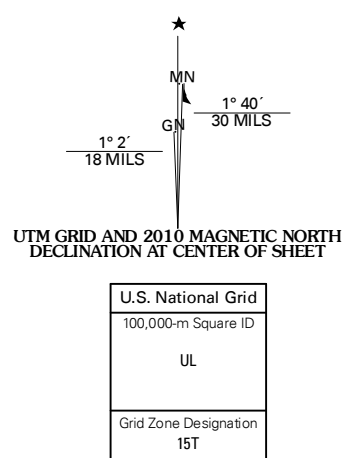 ★
MN
1° 40´
30 MILS
GN
1° 2´
18 MILS
UTM GRID AND 2010 MAGNETIC NORTH
DECLINATION AT CENTER OF SHEET
U.S. National Grid
100,000-m Square ID
UL
Grid Zone Designation
15T